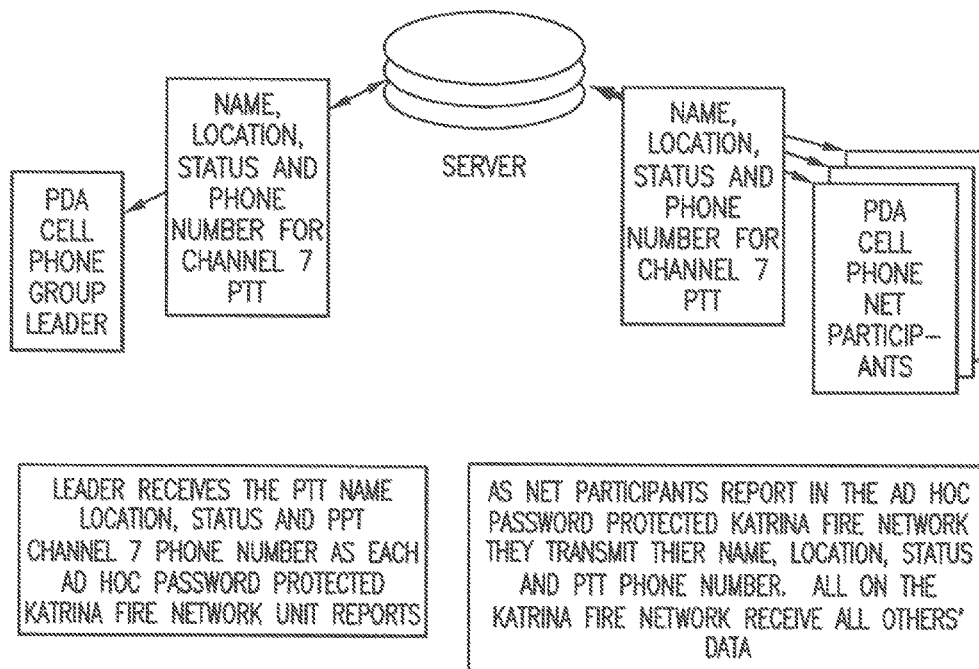 NAME,
LOCATION,
STATUS AND
PHONE
NUMBER FOR
CHANNEL 7
PTT
SERVER
NAME,
LOCATION,
STATUS AND
PHONE
NUMBER FOR
CHANNEL 7
PTT
PDA
CELL
PHONE
GROUP
LEADER
PDA
CELL
PHONE
NET
PARTICIP-
ANTS
LEADER RECEIVES THE PTT NAME
LOCATION, STATUS AND PPT
CHANNEL 7 PHONE NUMBER AS EACH
AD HOC PASSWORD PROTECTED
KATRINA FIRE NETWORK UNIT REPORTS
AS NET PARTICIPANTS REPORT IN THE AD HOC
PASSWORD PROTECTED KATRINA FIRE NETWORK
THEY TRANSMIT THIER NAME, LOCATION, STATUS
AND PTT PHONE NUMBER. ALL ON THE
KATRINA FIRE NETWORK RECEIVE ALL OTHERS'
DATA